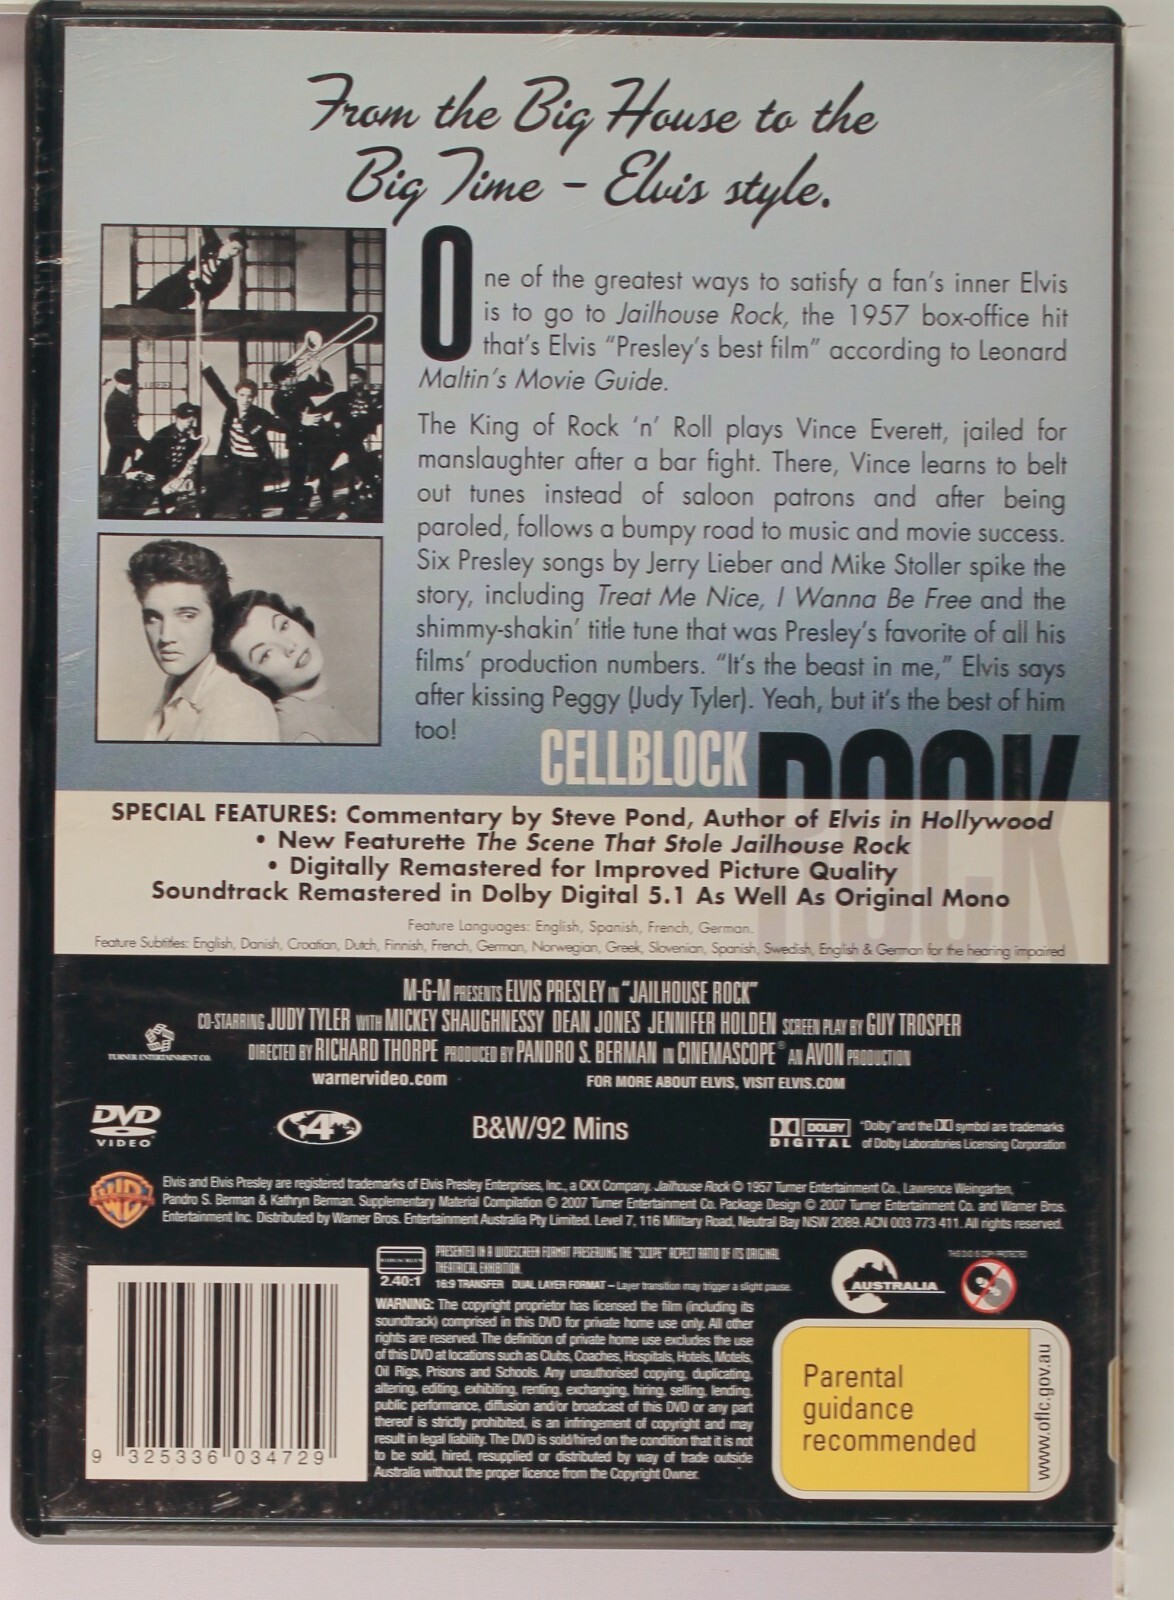 From the Big House to the
Big Time – Elvis style.
One of the greatest ways to satisfy a fan's inner Elvis
is to go to Jailhouse Rock, the 1957 box-office hit
that's Elvis "Presley's best film" according to Leonard
Maltin's Movie Guide.
The King of Rock 'n' Roll plays Vince Everett, jailed for
manslaughter after a bar fight. There, Vince learns to belt
out tunes instead of saloon patrons and after being
paroled, follows a bumpy road to music and movie success.
Six Presley songs by Jerry Lieber and Mike Stoller spike the
story, including Treat Me Nice, I Wanna Be Free and the
shimmy-shakin' title tune that was Presley's favorite of all his
films' production numbers. "It's the beast in me," Elvis says
after kissing Peggy (Judy Tyler). Yeah, but it's the best of him
too!
CELLBLOCK ROCK
SPECIAL FEATURES: Commentary by Steve Pond, Author of Elvis in Hollywood
• New Featurette The Scene That Stole Jailhouse Rock
• Digitally Remastered for Improved Picture Quality
Soundtrack Remastered in Dolby Digital 5.1 As Well As Original Mono
Feature Languages: English, Spanish, French, German.
Feature Subtitles: English, Danish, Croatian, Dutch, Finnish, French, German, Norwegian, Greek, Slovenian, Spanish, Swedish, English & German for the hearing impaired
M-G-M PRESENTS ELVIS PRESLEY IN "JAILHOUSE ROCK"
CO-STARRING JUDY TYLER WITH MICKEY SHAUGHNESSY DEAN JONES JENNIFER HOLDEN SCREEN PLAY BY GUY TROSPER
DIRECTED BY RICHARD THORPE PRODUCED BY PANDRO S. BERMAN IN CINEMASCOPE® AN AVON PRODUCTION
TURNER ENTERTAINMENT CO.
warnervideo.com FOR MORE ABOUT ELVIS, VISIT ELVIS.COM
DVD VIDEO
4
B&W/92 Mins
DOLBY DIGITAL
"Dolby" and the DD symbol are trademarks
of Dolby Laboratories Licensing Corporation
WB
Elvis and Elvis Presley are registered trademarks of Elvis Presley Enterprises, Inc., a CKX Company. Jailhouse Rock © 1957 Turner Entertainment Co., Lawrence Weingarten,
Pandro S. Berman & Kathryn Berman. Supplementary Material Compilation © 2007 Turner Entertainment Co. Package Design © 2007 Turner Entertainment Co. and Warner Bros.
Entertainment Inc. Distributed by Warner Bros. Entertainment Australia Pty Limited. Level 7, 116 Military Road, Neutral Bay NSW 2089. ACN 003 773 411. All rights reserved.
PRESENTED IN A WIDESCREEN FORMAT PRESERVING THE "SCOPE" ACPECT RATIO OF ITS ORIGINAL
THEATRICAL EXHIBITION.
2.40:1 16:9 TRANSFER DUAL LAYER FORMAT – Layer transition may trigger a slight pause.
WARNING: The copyright proprietor has licensed the film (including its
soundtrack) comprised in this DVD for private home use only. All other
rights are reserved. The definition of private home use excludes the use
of this DVD at locations such as Clubs, Coaches, Hospitals, Hotels, Motels,
Oil Rigs, Prisons and Schools. Any unauthorised copying, duplicating,
altering, editing, exhibiting, renting, exchanging, hiring, selling, lending,
public performance, diffusion and/or broadcast of this DVD or any part
thereof is strictly prohibited, is an infringement of copyright and may
result in legal liability. The DVD is sold/hired on the condition that it is not
to be sold, hired, resupplied or distributed by way of trade outside
Australia without the proper licence from the Copyright Owner.
AUSTRALIA
THIS DVD IS COPY PROTECTED
Parental
guidance
recommended
www.oflc.gov.au
9 325336 034729